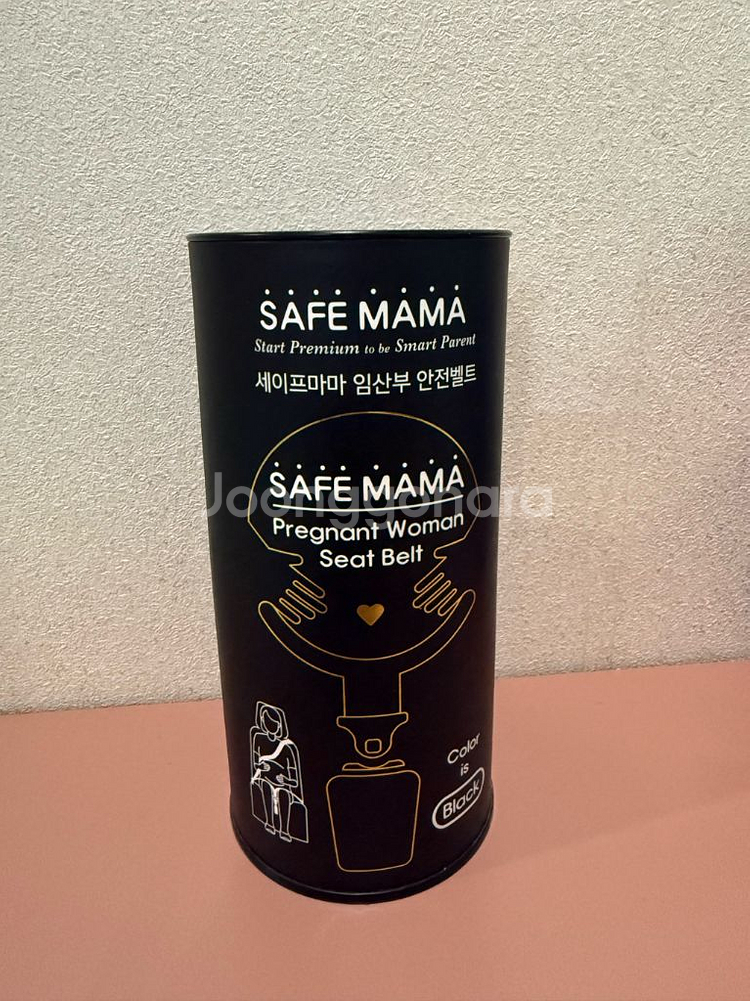 SAFE MAMA
Start Premium to be Smart Parent
세이프마마 임산부 안전벨트
SAFE MAMA
Joonggonara
Pregnant Woman
Seat Belt
Color
is
Black